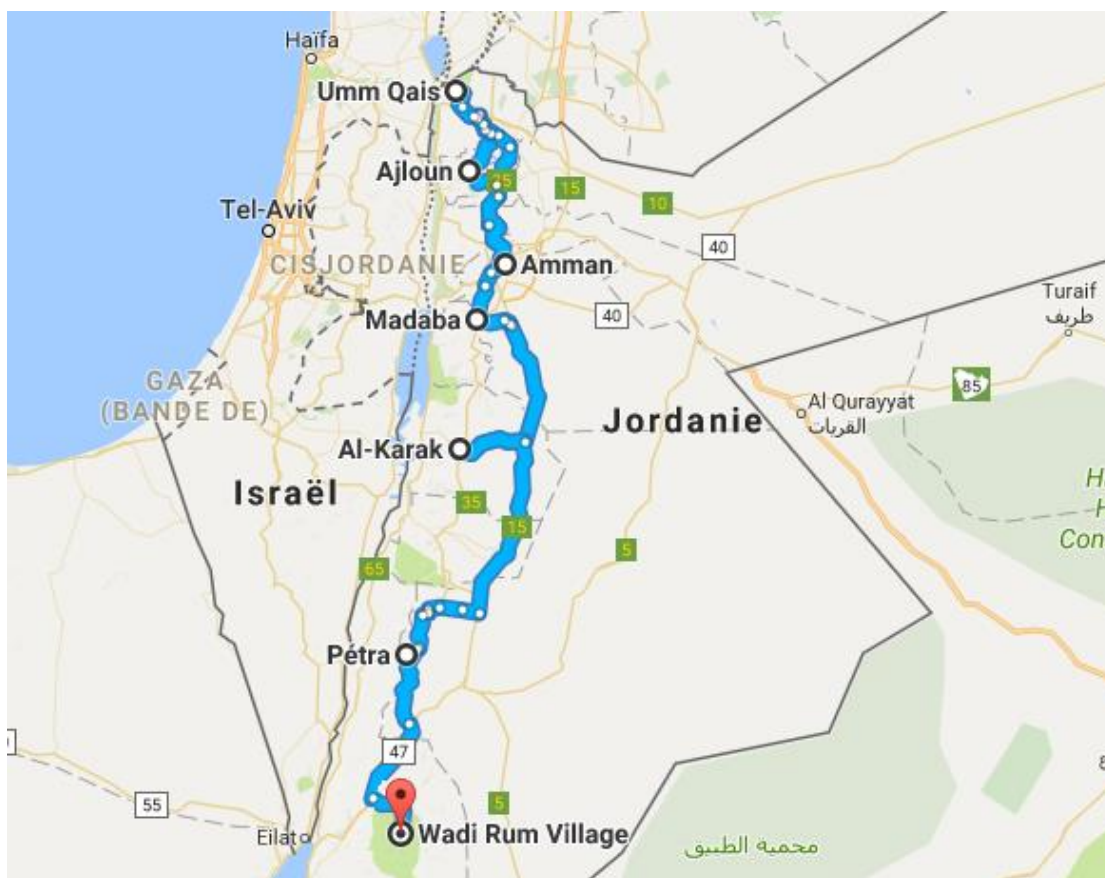 Haïfa
Umm Qais
Ajloun
25
15
10
Tel-Aviv
40
CISJORDANIE
Amman
Madaba
40
Turaif
طريف
GAZA
(BANDE DE)
85
Al Qurayyat
القريات
Jordanie
Al-Karak
Israël
35
15
5
65
Con
Pétra
47
55
5
Eilat
Wadi Rum Village
محمية الطبيق